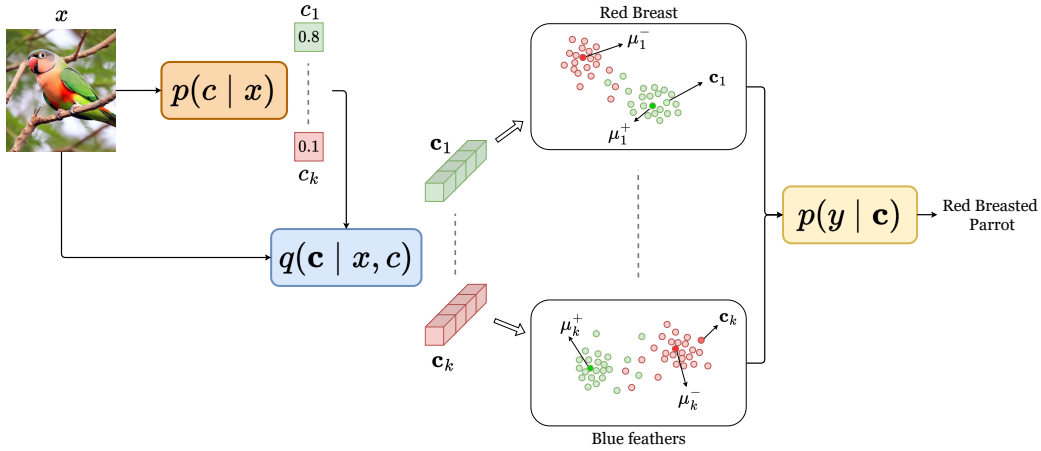 x
c₁
0.8
p(c | x)
0.1
cₖ
q(𝐜 | x, c)
𝐜₁
𝐜ₖ
Red Breast
μ₁⁻
𝐜₁
μ₁⁺
μₖ⁺
𝐜ₖ
μₖ⁻
Blue feathers
p(y | 𝐜)
Red Breasted
Parrot